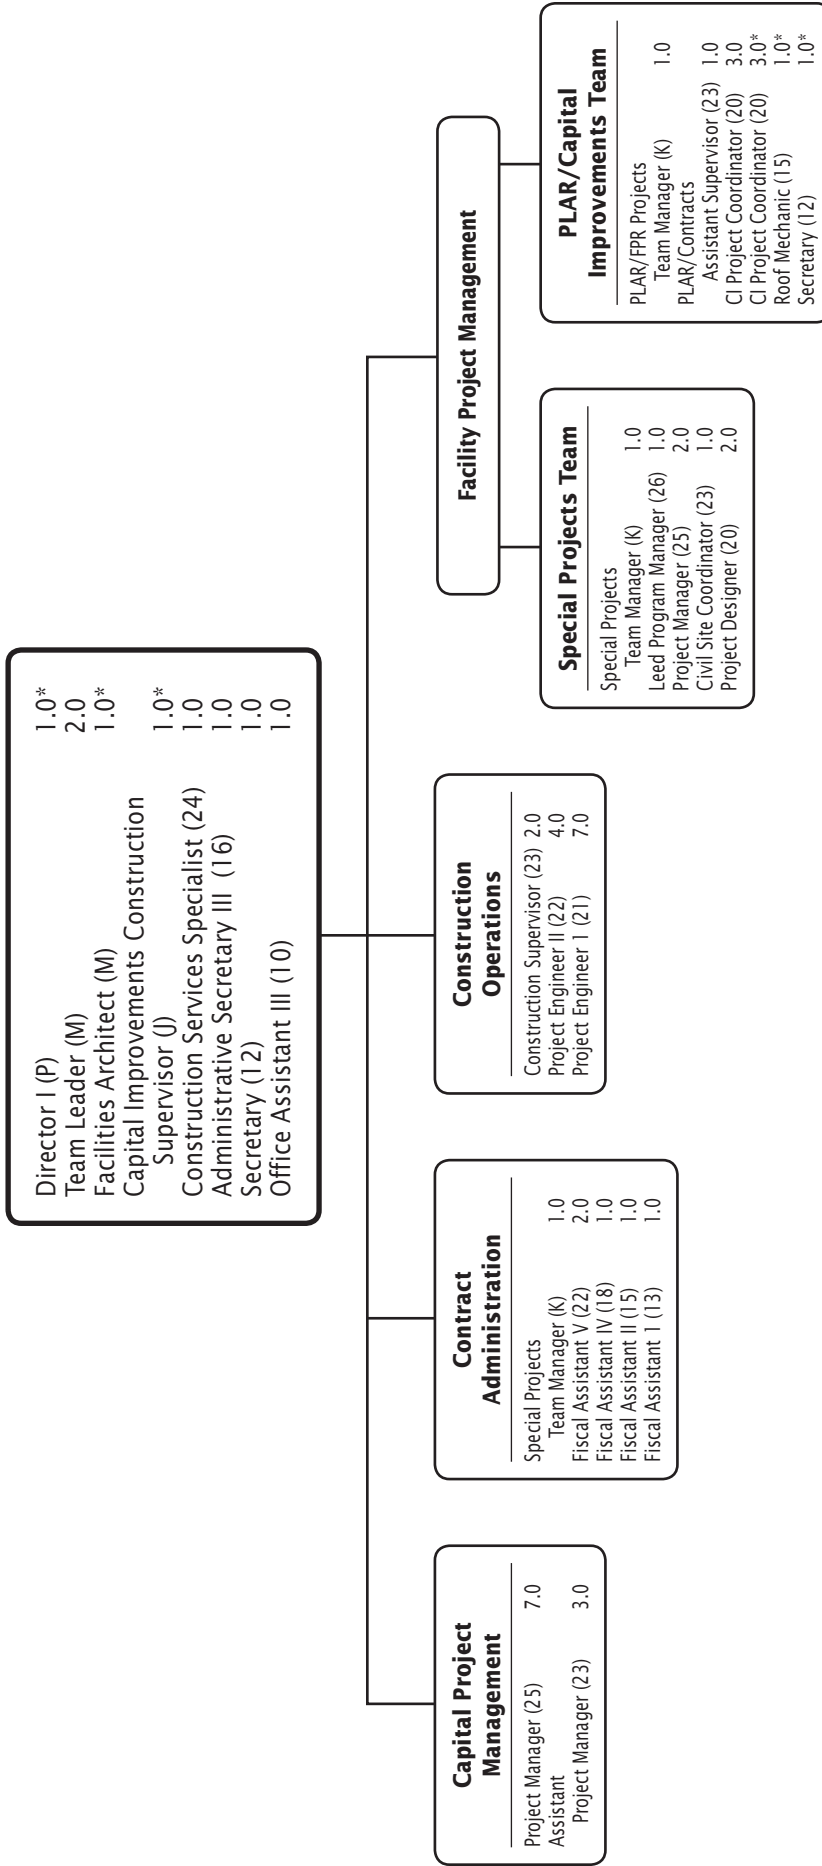 Director I (P) 1.0*
Team Leader (M) 2.0
Facilities Architect (M) 1.0*
Capital Improvements Construction
Supervisor (J) 1.0*
Construction Services Specialist (24) 1.0
Administrative Secretary III (16) 1.0
Secretary (12) 1.0
Office Assistant III (10) 1.0
Capital Project
Management
Project Manager (25) 7.0
Assistant
Project Manager (23) 3.0
Contract
Administration
Special Projects
Team Manager (K) 1.0
Fiscal Assistant V (22) 2.0
Fiscal Assistant IV (18) 1.0
Fiscal Assistant II (15) 1.0
Fiscal Assistant 1 (13) 1.0
Construction
Operations
Construction Supervisor (23) 2.0
Project Engineer II (22) 4.0
Project Engineer 1 (21) 7.0
Facility Project Management
Special Projects Team
Special Projects
Team Manager (K) 1.0
Leed Program Manager (26) 1.0
Project Manager (25) 2.0
Civil Site Coordinator (23) 1.0
Project Designer (20) 2.0
PLAR/Capital
Improvements Team
PLAR/FPR Projects
Team Manager (K) 1.0
PLAR/Contracts
Assistant Supervisor (23) 1.0
CI Project Coordinator (20) 3.0
CI Project Coordinator (20) 3.0*
Roof Mechanic (15) 1.0*
Secretary (12) 1.0*